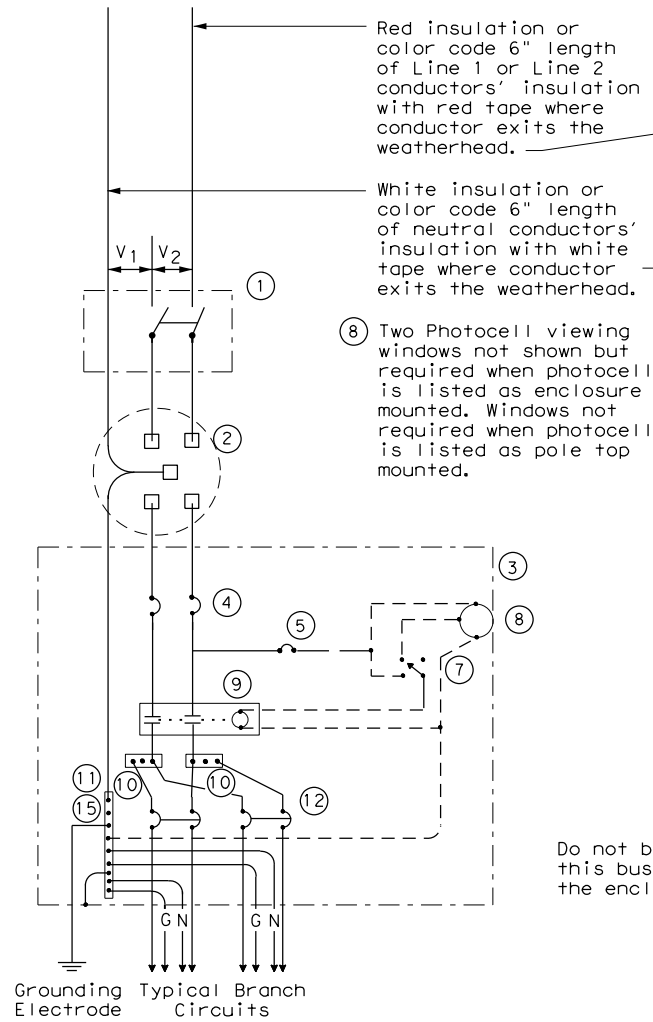 Red insulation or
color code 6" length
of Line 1 or Line 2
conductors' insulation
with red tape where
conductor exits the
weatherhead.
White insulation or
color code 6" length
of neutral conductors'
insulation with white
tape where conductor
exits the weatherhead.
V1 V2
1
8 Two Photocell viewing
windows not shown but
required when photocell
is listed as enclosure
mounted. Windows not
required when photocell
is listed as pole top
mounted.
2
3
4
5
8
7
9
11
10 10
15
12
Do not b
this bus
the encl
G N G N
Grounding
Electrode
Typical Branch
Circuits